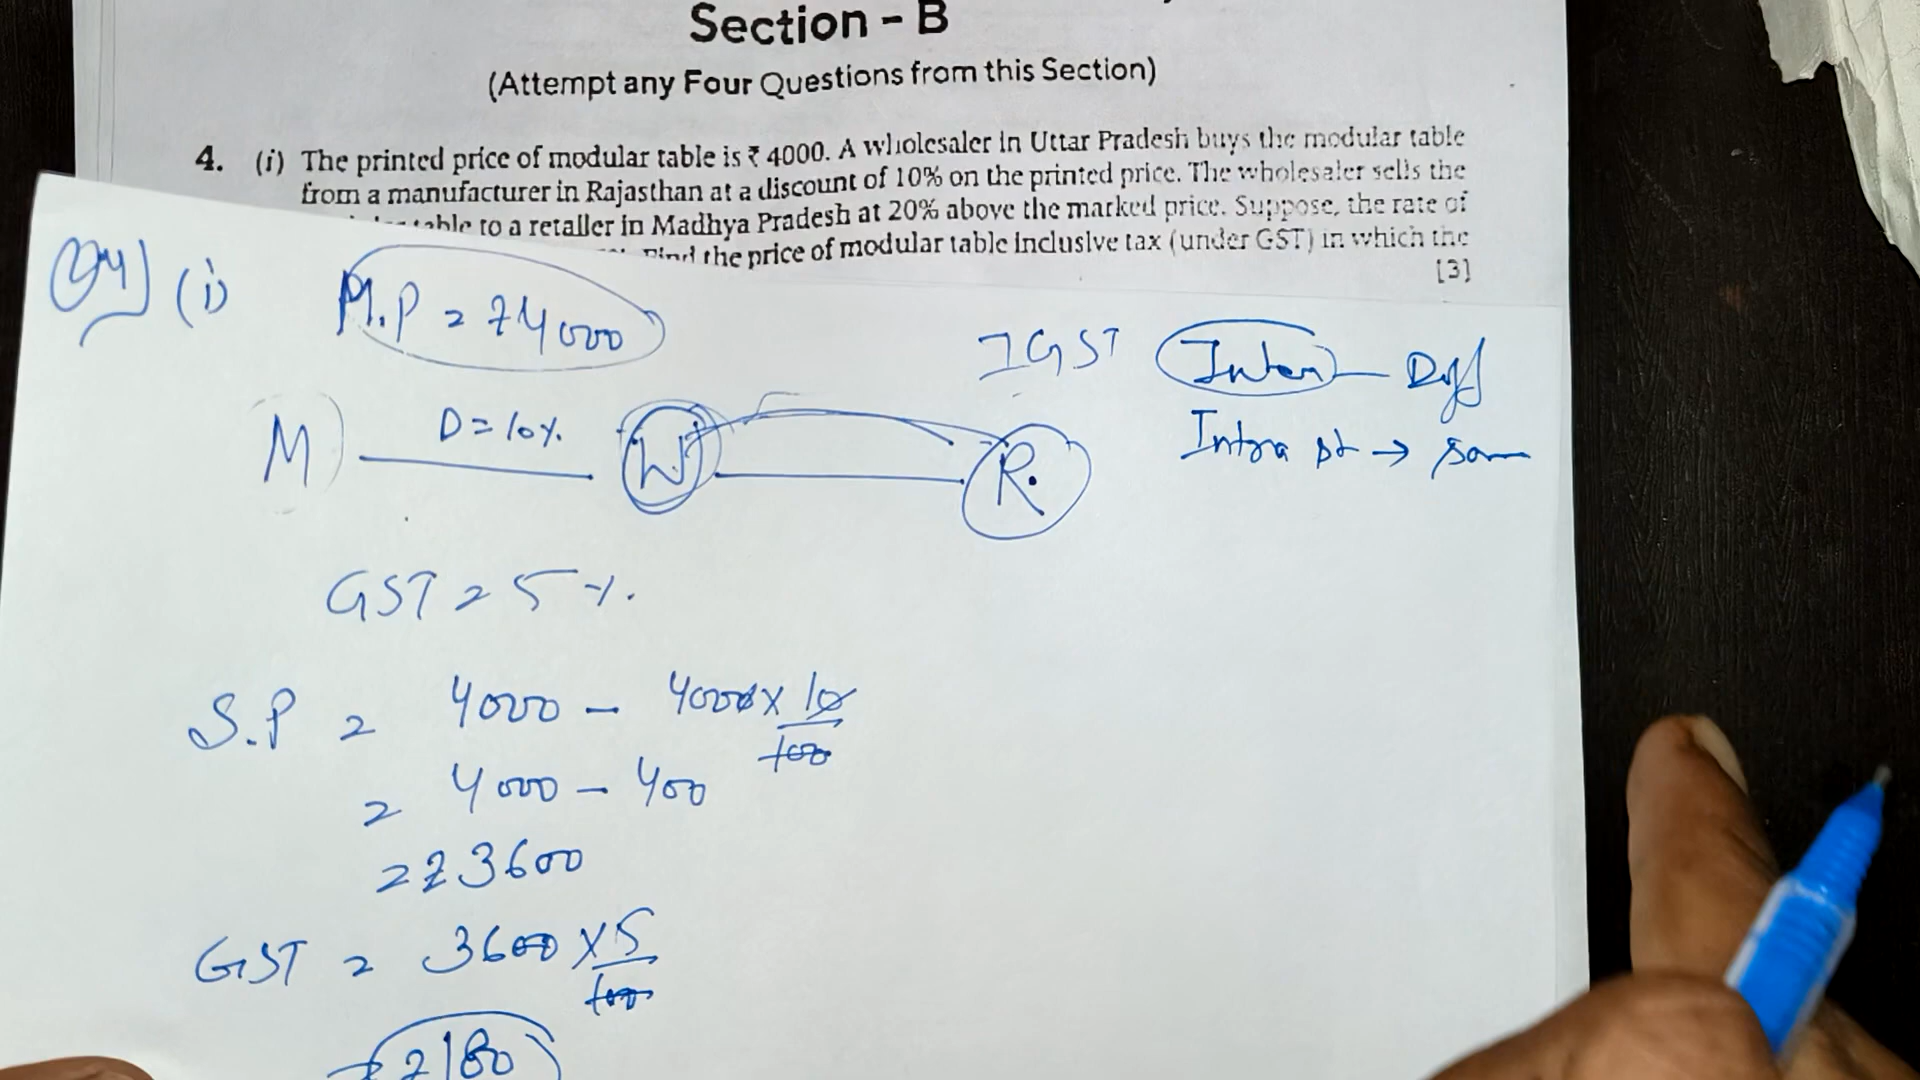 Section - B
(Attempt any Four Questions from this Section)
4. (i) The printed price of modular table is ₹ 4000. A wholesaler in Uttar Pradesh buys the modular table
from a manufacturer in Rajasthan at a discount of 10% on the printed price. The wholesaler sells the
table to a retailer in Madhya Pradesh at 20% above the marked price. Suppose, the rate of
Find the price of modular table inclusive tax (under GST) in which the
[3]
Q4) (i) M.P = ₹4000
IGST Inter - Diff
M D = 10% W R. Intra st → Sam
GST = 5%.
S.P = 4000 - 4000 x 10
100
= 4000 - 400
= ₹3600
GST = 3600 x 5
100
₹180